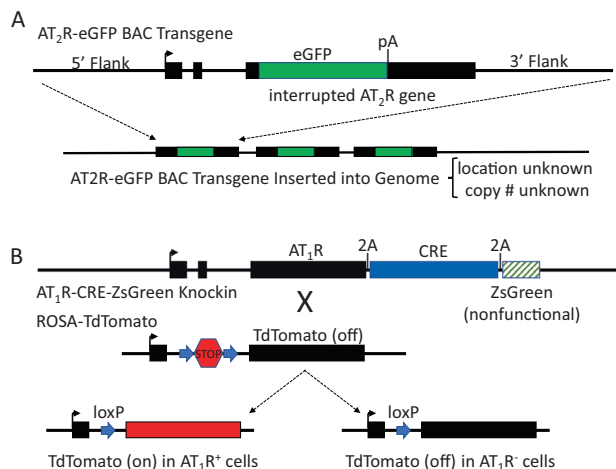 A
AT₂R-eGFP BAC Transgene
pA
5' Flank
eGFP
3' Flank
interrupted AT₂R gene
AT2R-eGFP BAC Transgene Inserted into Genome
location unknown
copy # unknown
B
AT₁R
2A
CRE
2A
AT₁R-CRE-ZsGreen Knockin
X
ZsGreen
(nonfunctional)
ROSA-TdTomato
TdTomato (off)
STOP
loxP
loxP
TdTomato (on) in AT₁R⁺ cells
TdTomato (off) in AT₁R⁻ cells